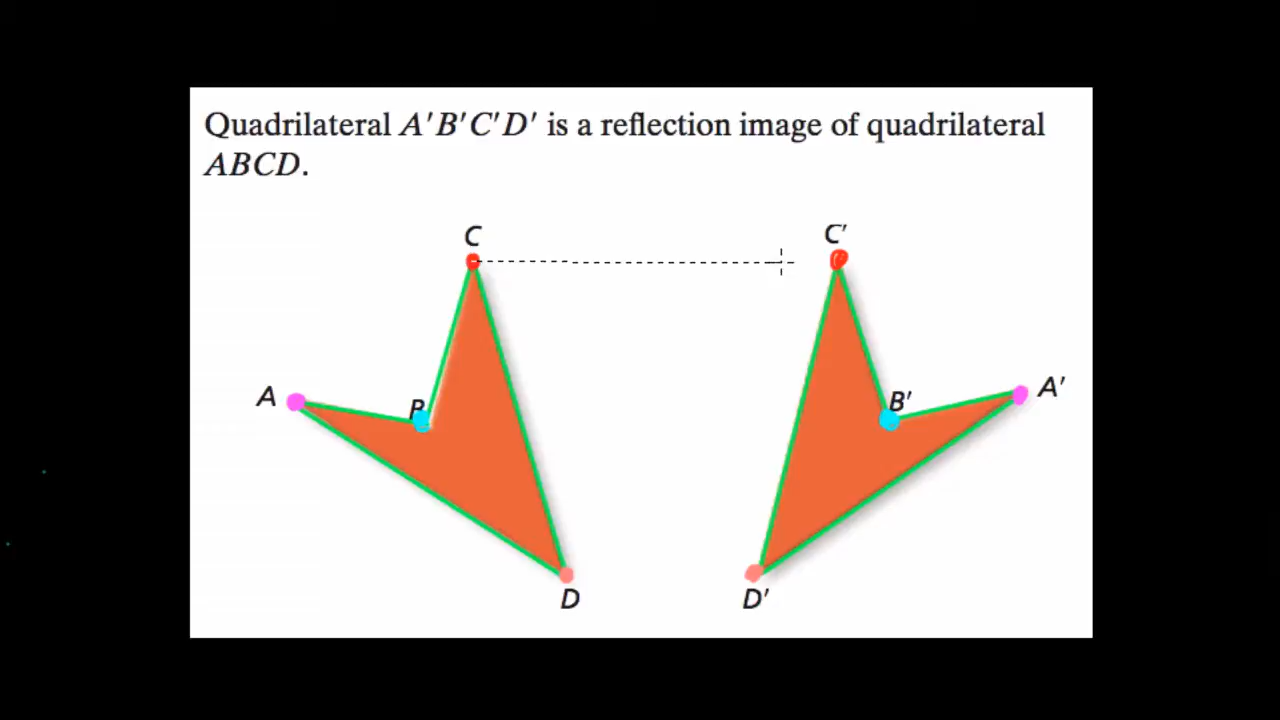 Quadrilateral A′B′C′D′ is a reflection image of quadrilateral
ABCD.
C
C′
A
B
B′
A′
D
D′